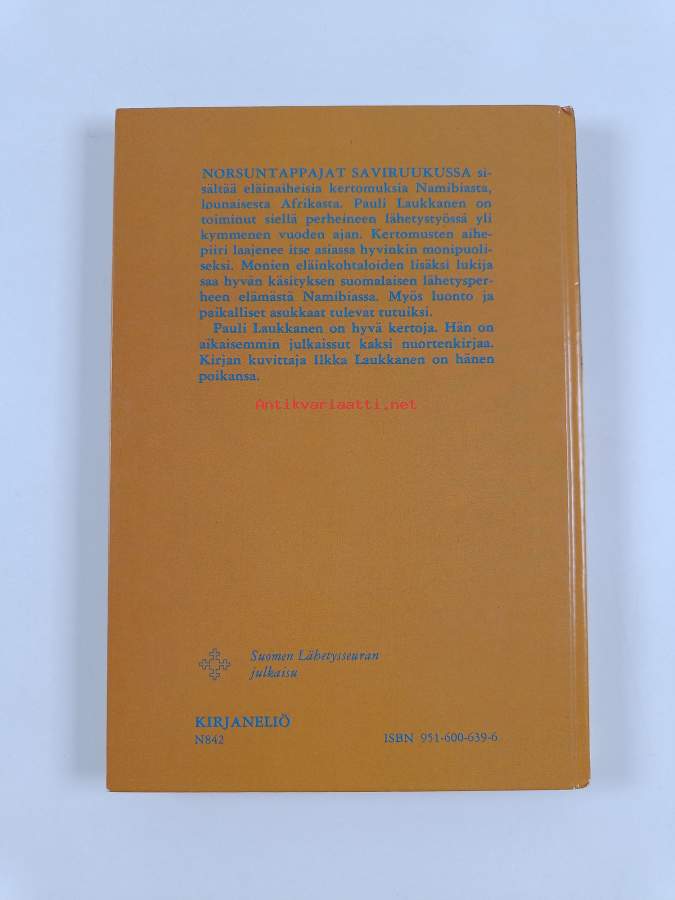 NORSUNTAPPAJAT SAVIRUUKUSSA si-
sältää eläinaiheisia kertomuksia Namibiasta,
lounaisesta Afrikasta. Pauli Laukkanen on
toiminut siellä perheineen lähetystyössä yli
kymmenen vuoden ajan. Kertomusten aihe-
piiri laajenee itse asiassa hyvinkin monipuoli-
seksi. Monien eläinkohtaloiden lisäksi lukija
saa hyvän käsityksen suomalaisen lähetysper-
heen elämästä Namibiassa. Myös luonto ja
paikalliset asukkaat tulevat tutuiksi.
Pauli Laukkanen on hyvä kertoja. Hän on
aikaisemmin julkaissut kaksi nuortenkirjaa.
Kirjan kuvittaja Ilkka Laukkanen on hänen
poikansa.
Antikvariaatti.net
Suomen Lähetysseuran
julkaisu
KIRJANELIÖ
N842 ISBN 951-600-639-6